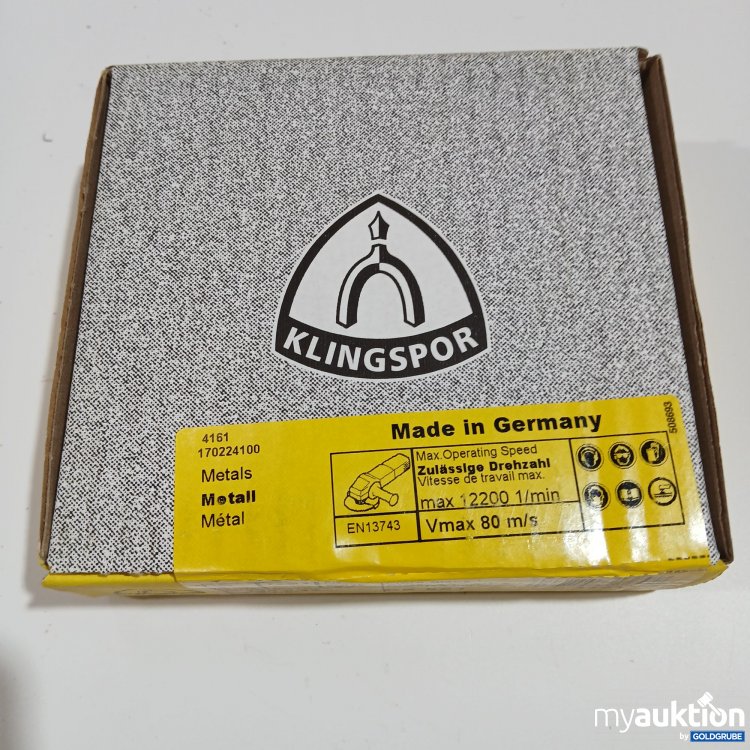 KLINGSPOR
4161
170224100
Metals
Metall
Métal
Made in Germany
Max.Operating Speed
Zulässige Drehzahl
Vitesse de travail max.
max 12200 1/min
EN13743
Vmax 80 m/s
508693
myauktion
by GOLDGRUBE